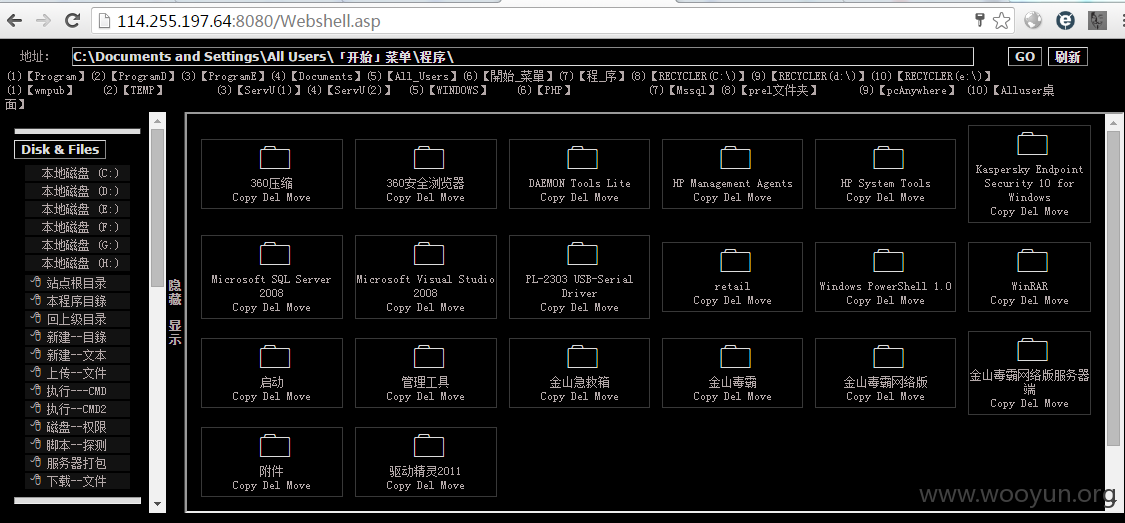 114.255.197.64:8080/Webshell.asp
地址: C:\Documents and Settings\All Users\「开始」菜单\程序\ GO 刷新
(1)【Program】(2)【ProgramD】(3)【ProgramE】(4)【Documents】(5)【All_Users】(6)【開始_菜單】(7)【程_序】(8)【RECYCLER(C:\)】(9)【RECYCLER(d:\)】(10)【RECYCLER(e:\)】
(1)【wmpub】 (2)【TEMP】 (3)【ServU(1)】(4)【ServU(2)】 (5)【WINDOWS】 (6)【PHP】 (7)【Mssql】(8)【prel文件夹】 (9)【pcAnywhere】 (10)【Alluser桌
面】
Disk & Files
本地磁盘 (C:)
本地磁盘 (D:)
本地磁盘 (E:)
本地磁盘 (F:)
本地磁盘 (G:)
本地磁盘 (H:)
站点根目录
本程序目錄
回上级目录
新建--目錄
新建--文本
上传--文件
执行---CMD
执行--CMD2
磁盘--权限
脚本--探测
服务器打包
下载--文件
隐
藏
显
示
360压缩
Copy Del Move
360安全浏览器
Copy Del Move
DAEMON Tools Lite
Copy Del Move
HP Management Agents
Copy Del Move
HP System Tools
Copy Del Move
Kaspersky Endpoint
Security 10 for
Windows
Copy Del Move
Microsoft SQL Server
2008
Copy Del Move
Microsoft Visual Studio
2008
Copy Del Move
PL-2303 USB-Serial
Driver
Copy Del Move
retail
Copy Del Move
Windows PowerShell 1.0
Copy Del Move
WinRAR
Copy Del Move
启动
Copy Del Move
管理工具
Copy Del Move
金山急救箱
Copy Del Move
金山毒霸
Copy Del Move
金山毒霸网络版
Copy Del Move
金山毒霸网络版服务器
端
Copy Del Move
附件
Copy Del Move
驱动精灵2011
Copy Del Move
www.wooyun.org